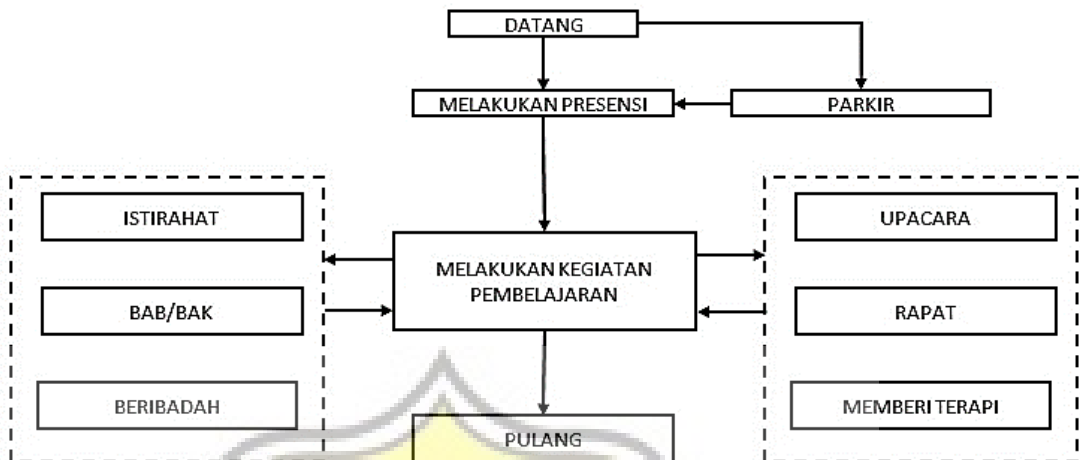 DATANG
MELAKUKAN PRESENSI
PARKIR
ISTIRAHAT
UPACARA
MELAKUKAN KEGIATAN
PEMBELAJARAN
BAB/BAK
RAPAT
BERIBADAH
MEMBERI TERAPI
PULANG